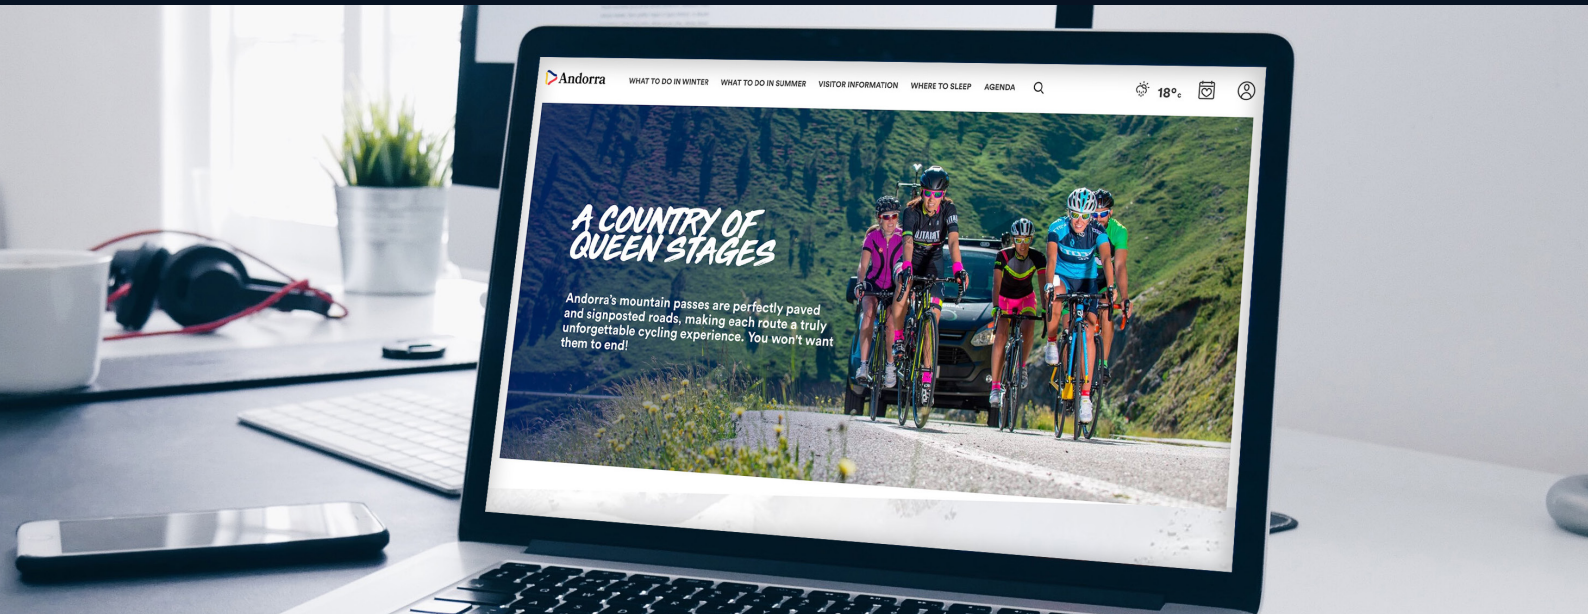 Andorra
WHAT TO DO IN WINTER
WHAT TO DO IN SUMMER
VISITOR INFORMATION
WHERE TO SLEEP
AGENDA
18°c
A COUNTRY OF
QUEEN STAGES
Andorra's mountain passes are perfectly paved
and signposted roads, making each route a truly
unforgettable cycling experience. You won't want
them to end!